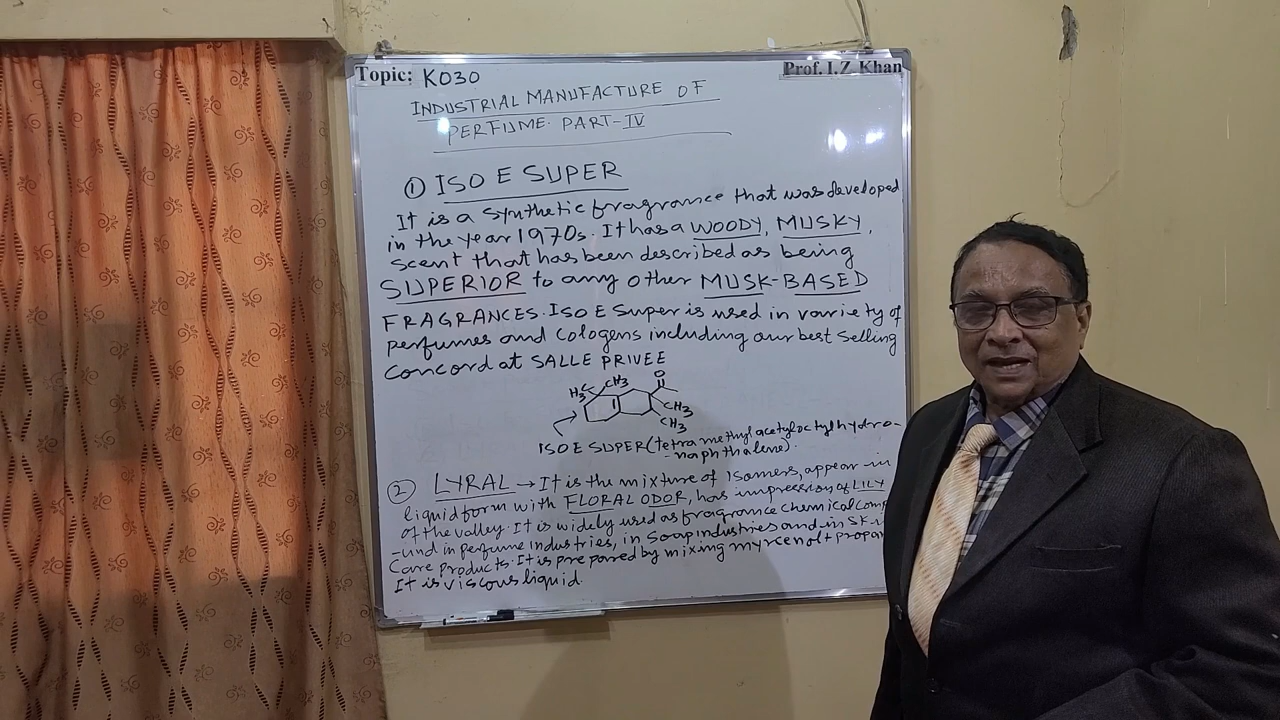 Topic: K030
Prof. I.Z. Khan
INDUSTRIAL MANUFACTURE OF
PERFUME. PART-IV
① ISO E SUPER
It is a synthetic fragrance that was developed
in the year 1970s. It has a WOODY, MUSKY,
scent that has been described as being
SUPERIOR to any other MUSK-BASED
FRAGRANCES. ISO E Super is used in variety of
perfumes and Cologens including our best selling
concord at SALLE PRIVEE
H3C CH3 O
CH3
CH3
ISO E SUPER (tetramethyl acetyloctylhydro-
-naphthalene).
② LYRAL → It is the mixture of isomers, appear in
liquid form with FLORAL ODOR, has impression of LILY
of the valley. It is widely used as fragrance chemical comp
-und in perfume industries, in soap industries and in SK-i
Care products. It is prepared by mixing myrcenol + propan
It is viscous liquid.